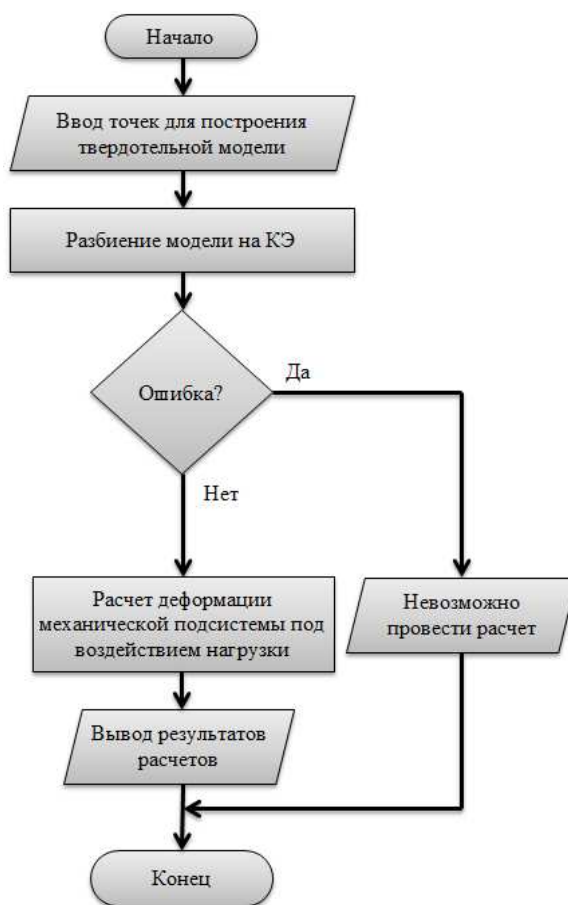 Начало
Ввод точек для построения
твердотельной модели
Разбиение модели на КЭ
Ошибка?
Да
Нет
Расчет деформации
механической подсистемы под
воздействием нагрузки
Невозможно
провести расчет
Вывод результатов
расчетов
Конец